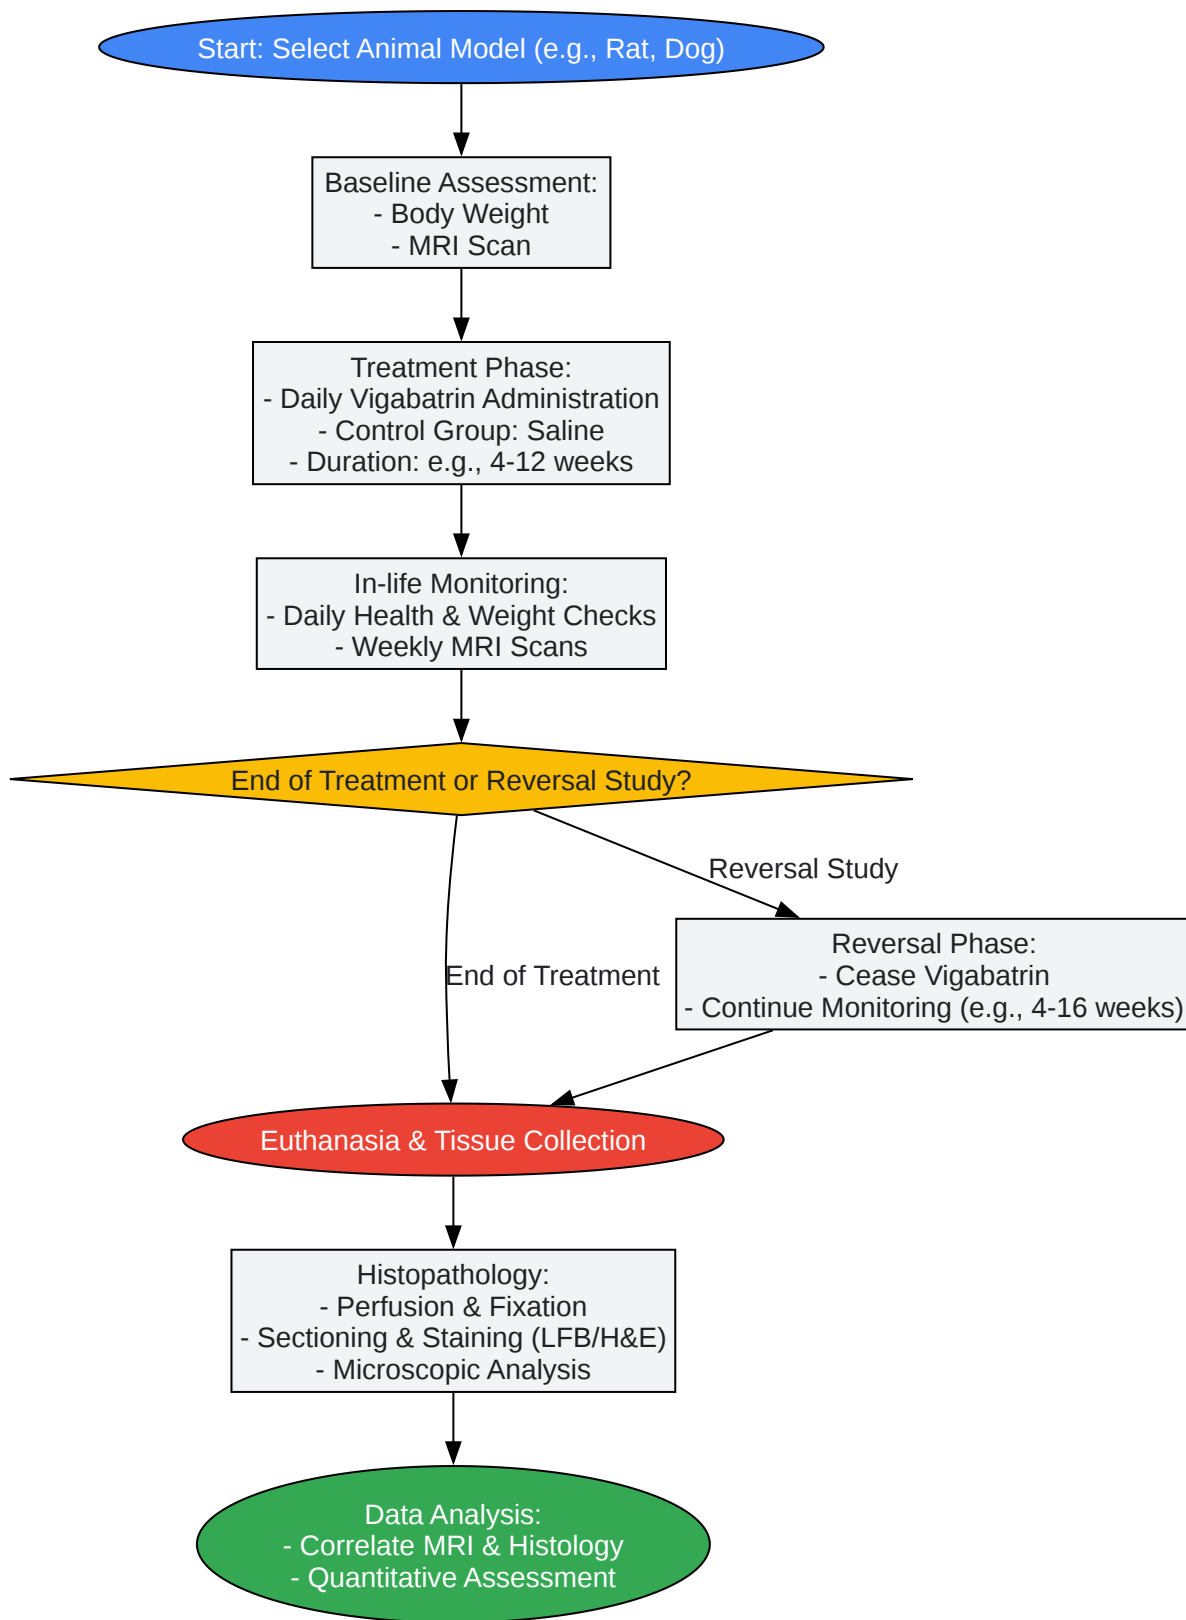 Start: Select Animal Model (e.g., Rat, Dog)
Baseline Assessment:
- Body Weight
- MRI Scan
Treatment Phase:
- Daily Vigabatrin Administration
- Control Group: Saline
- Duration: e.g., 4-12 weeks
In-life Monitoring:
- Daily Health & Weight Checks
- Weekly MRI Scans
End of Treatment or Reversal Study?
Reversal Study
Reversal Phase:
- Cease Vigabatrin
- Continue Monitoring (e.g., 4-16 weeks)
End of Treatment
Euthanasia & Tissue Collection
Histopathology:
- Perfusion & Fixation
- Sectioning & Staining (LFB/H&E)
- Microscopic Analysis
Data Analysis:
- Correlate MRI & Histology
- Quantitative Assessment